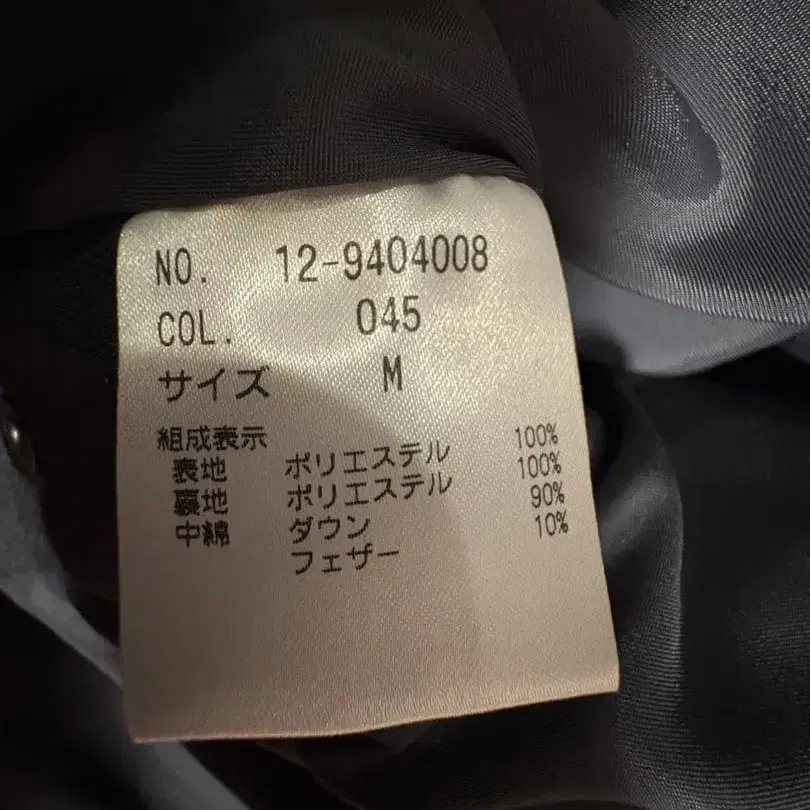 NO. 12-9404008
COL. 045
サイズ M
組成表示
表地 ポリエステル 100%
裏地 ポリエステル 100%
中綿 ダウン 90%
フェザー 10%